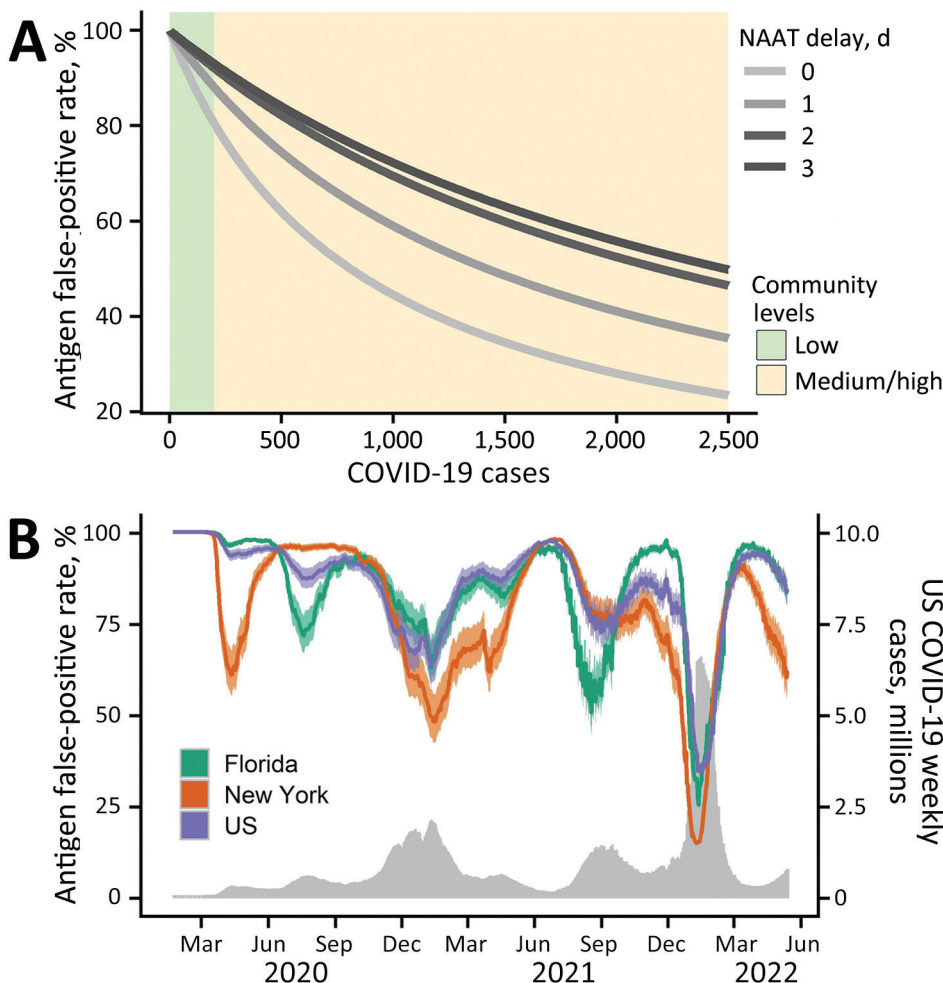 A
Antigen false-positive rate, %
100
80
60
40
20
0
500
1,000
1,500
2,000
2,500
COVID-19 cases
NAAT delay, d
0
1
2
3
Community
levels
Low
Medium/high
B
Antigen false-positive rate, %
100
75
50
25
0
Florida
New York
US
10.0
7.5
5.0
2.5
0
US COVID-19 weekly
cases, millions
Mar
Jun
Sep
Dec
Mar
Jun
Sep
Dec
Mar
Jun
2020
2021
2022